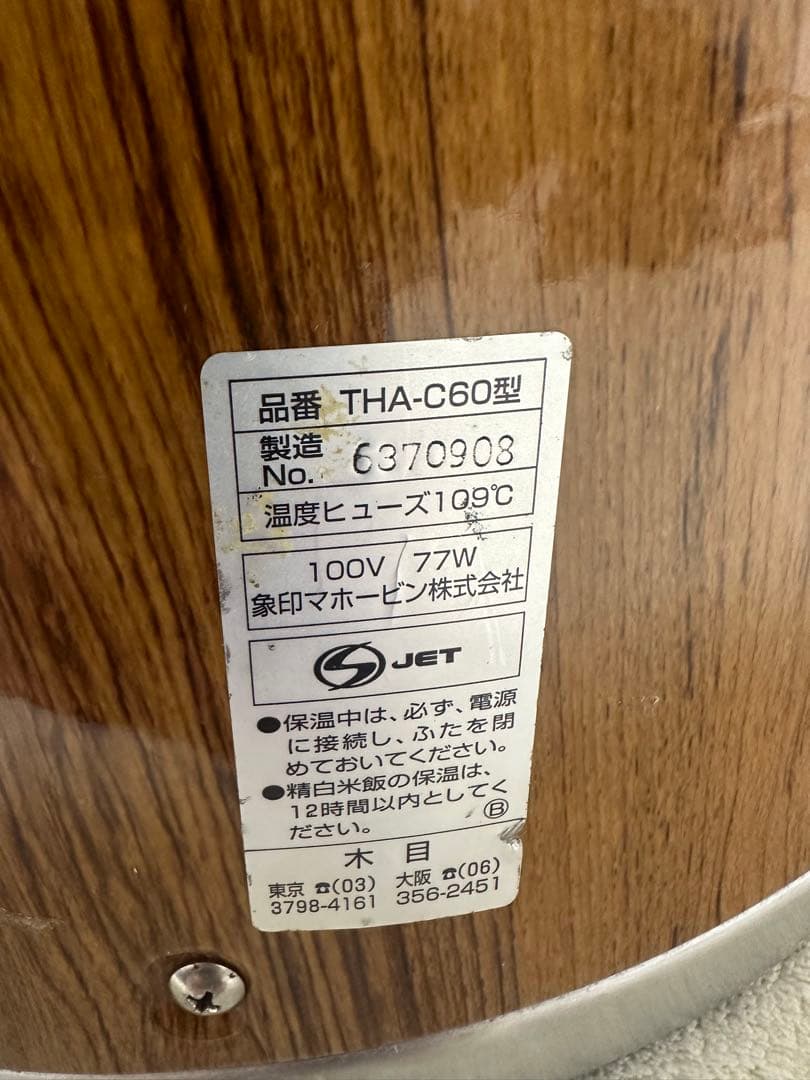 品番 THA-C60型
製造No. 6370908
温度ヒューズ109℃
100V 77W
象印マホービン株式会社
S JET
●保温中は、必ず、電源
に接続し、ふたを閉
めておいてください。
●精白米飯の保温は、
12時間以内としてく
ださい。 Ⓑ
木目
東京 ☎(03) 大阪 ☎(06)
3798-4161 356-2451